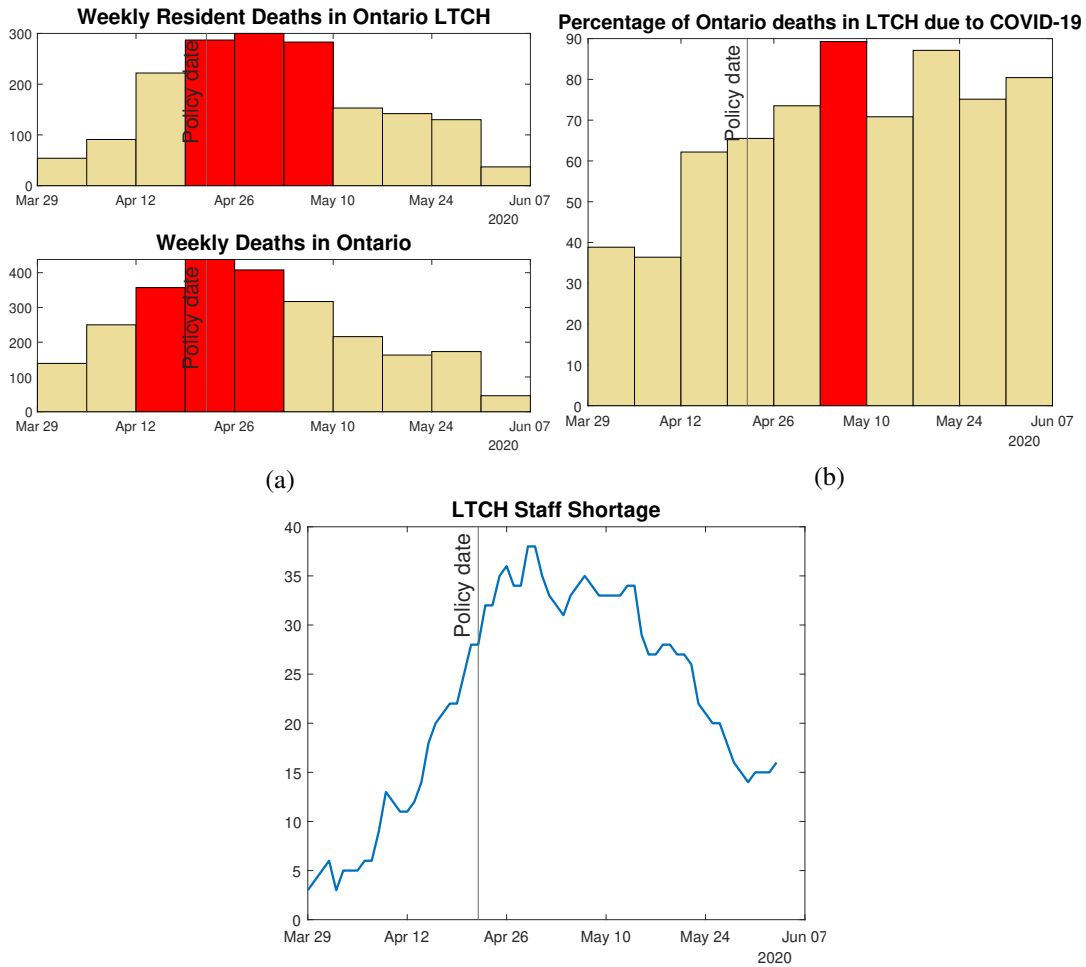 Weekly Resident Deaths in Ontario LTCH
300
200
100
0
Policy date
Mar 29 Apr 12 Apr 26 May 10 May 24 Jun 07
2020
Weekly Deaths in Ontario
400
300
200
100
0
Policy date
Mar 29 Apr 12 Apr 26 May 10 May 24 Jun 07
2020
(a)
Percentage of Ontario deaths in LTCH due to COVID-19
90
80
70
60
50
40
30
20
10
0
Policy date
Mar 29 Apr 12 Apr 26 May 10 May 24 Jun 07
2020
(b)
LTCH Staff Shortage
40
35
30
25
20
15
10
5
0
Policy date
Mar 29 Apr 12 Apr 26 May 10 May 24 Jun 07
2020